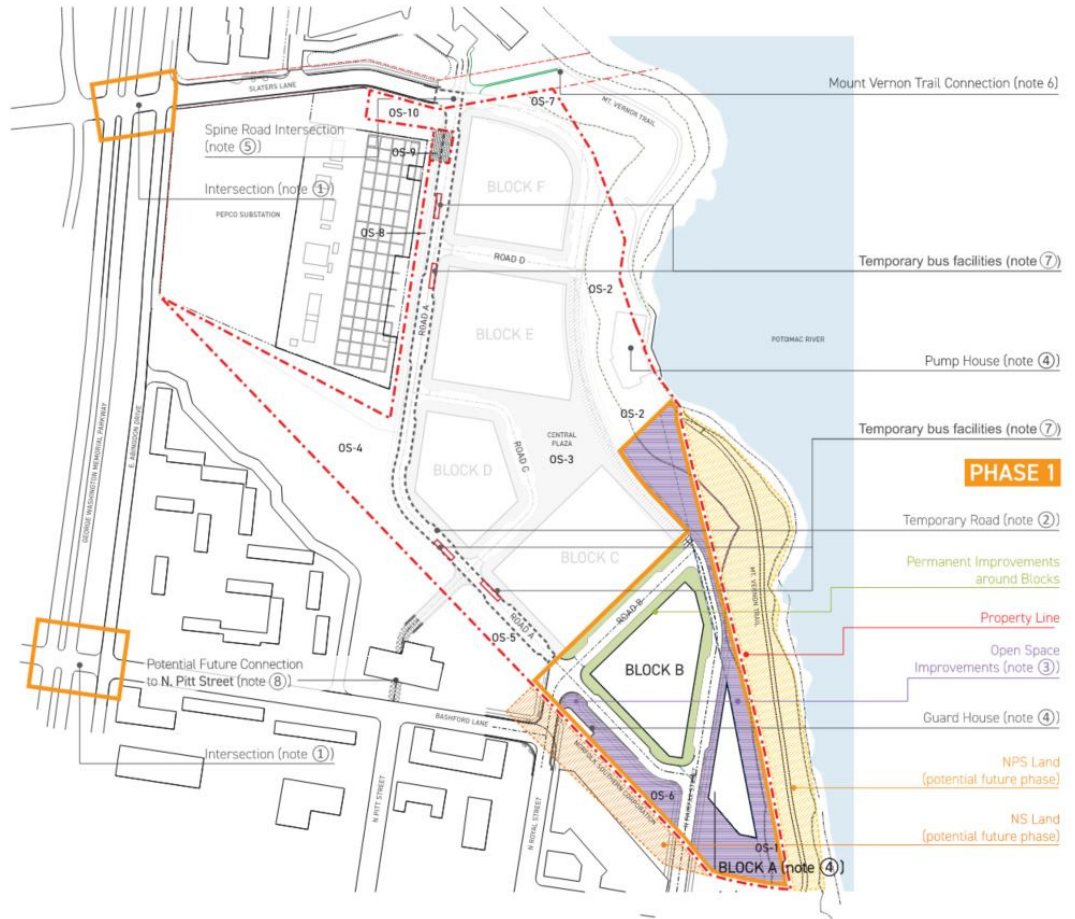 SLATERS LANE
OS-10
OS-7
MT. VERNON TRAIL
Mount Vernon Trail Connection (note 6)
Spine Road Intersection
(note ⑤)
OS-9
Intersection (note ①)
BLOCK F
PEPCO SUBSTATION
OS-8
Temporary bus facilities (note ⑦)
ROAD D
ROAD A
OS-2
BLOCK E
POTOMAC RIVER
Pump House (note ④)
GEORGE WASHINGTON MEMORIAL PARKWAY
E. ABINGDON DRIVE
OS-2
OS-4
CENTRAL
PLAZA
OS-3
Temporary bus facilities (note ⑦)
BLOCK D
ROAD C
PHASE 1
Temporary Road (note ②)
BLOCK C
Permanent Improvements
around Blocks
MT. VERNON TRAIL
ROAD B
ROAD A
OS-5
Property Line
Open Space
Improvements (note ③)
BLOCK B
Potential Future Connection
to N. Pitt Street (note ⑧)
Guard House (note ④)
BASHFORD LANE
Intersection (note ①)
NORFOLK SOUTHERN CORPORATION
NPS Land
(potential future phase)
N PITT STREET
N ROYAL STREET
OS-6
N FAIRFAX STREET
NS Land
(potential future phase)
OS-1
BLOCK A (note ④)